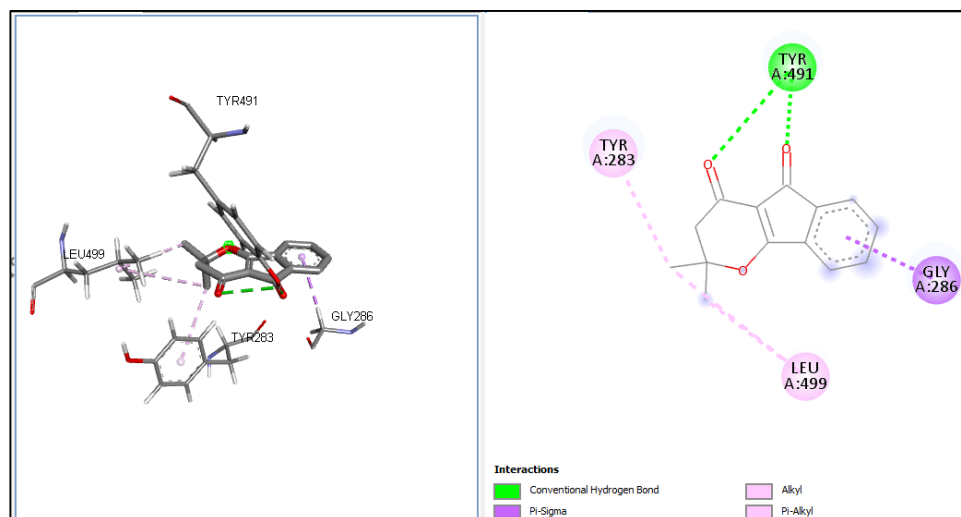 TYR491
LEU499
TYR283
GLY286
TYR
A:491
TYR
A:283
O
O
O
GLY
A:286
LEU
A:499
Interactions
Conventional Hydrogen Bond
Pi-Sigma
Alkyl
Pi-Alkyl